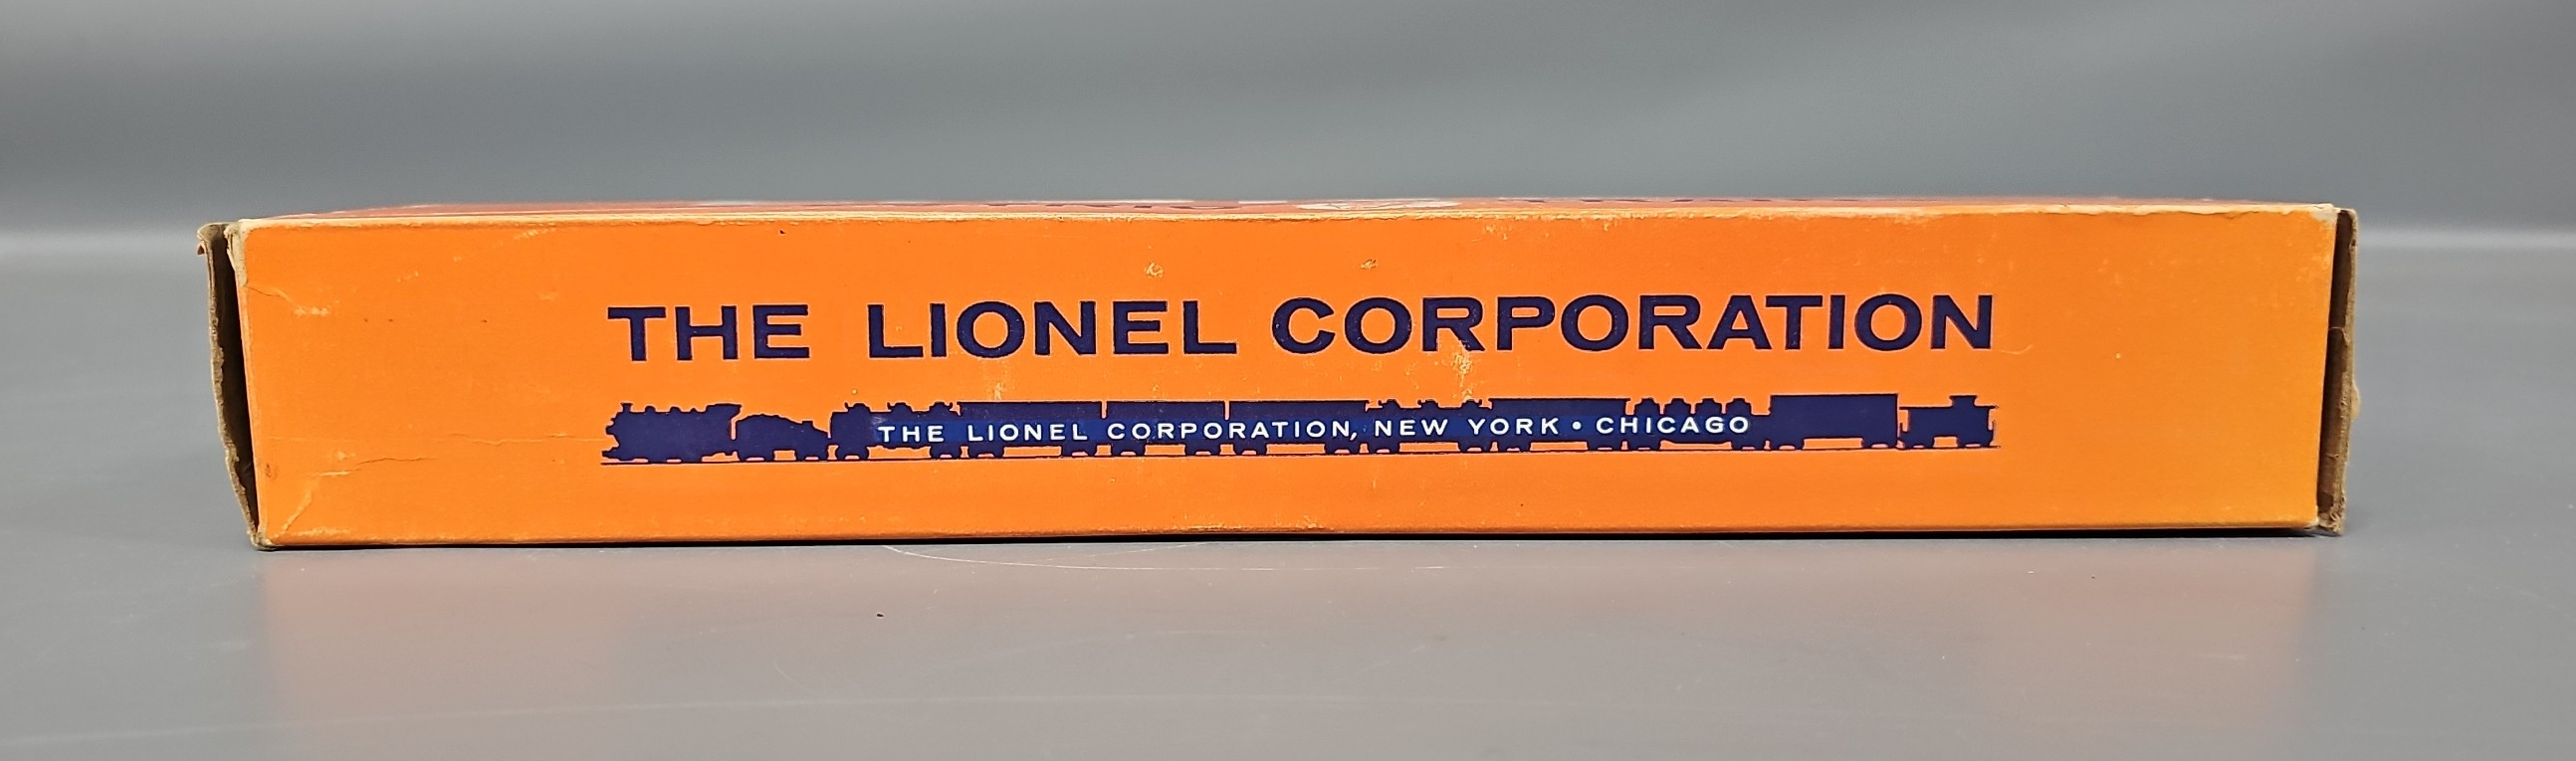 THE LIONEL CORPORATION
THE LIONEL CORPORATION, NEW YORK • CHICAGO